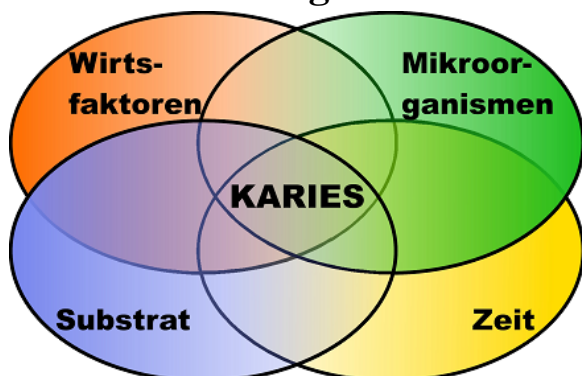 Wirts-
faktoren
Mikroor-
ganismen
KARIES
Substrat
Zeit